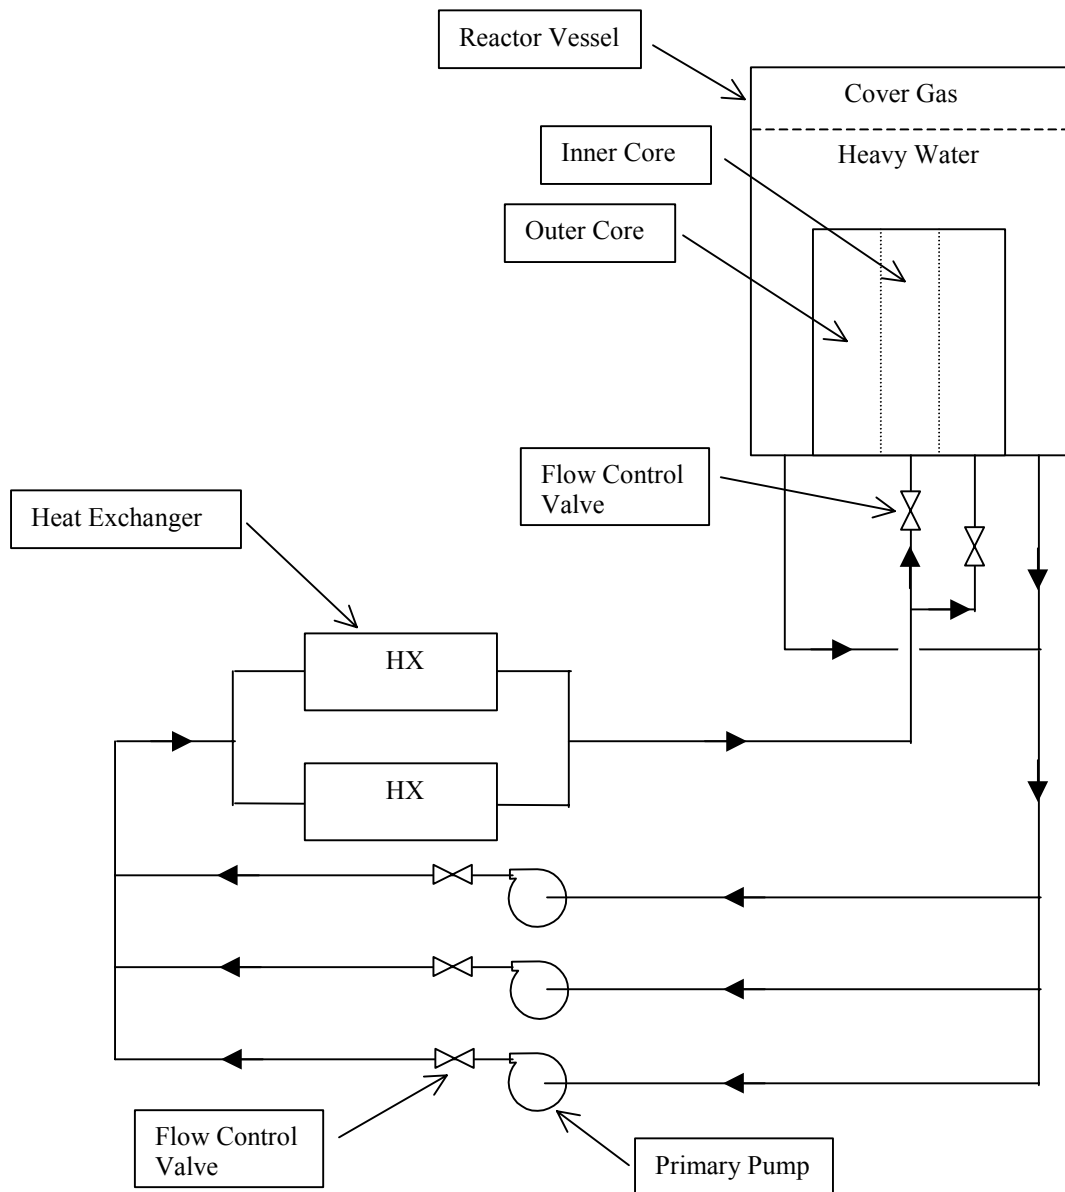 Reactor Vessel
Cover Gas
Inner Core
Heavy Water
Outer Core
Flow Control
Valve
Heat Exchanger
HX
HX
Flow Control
Valve
Primary Pump